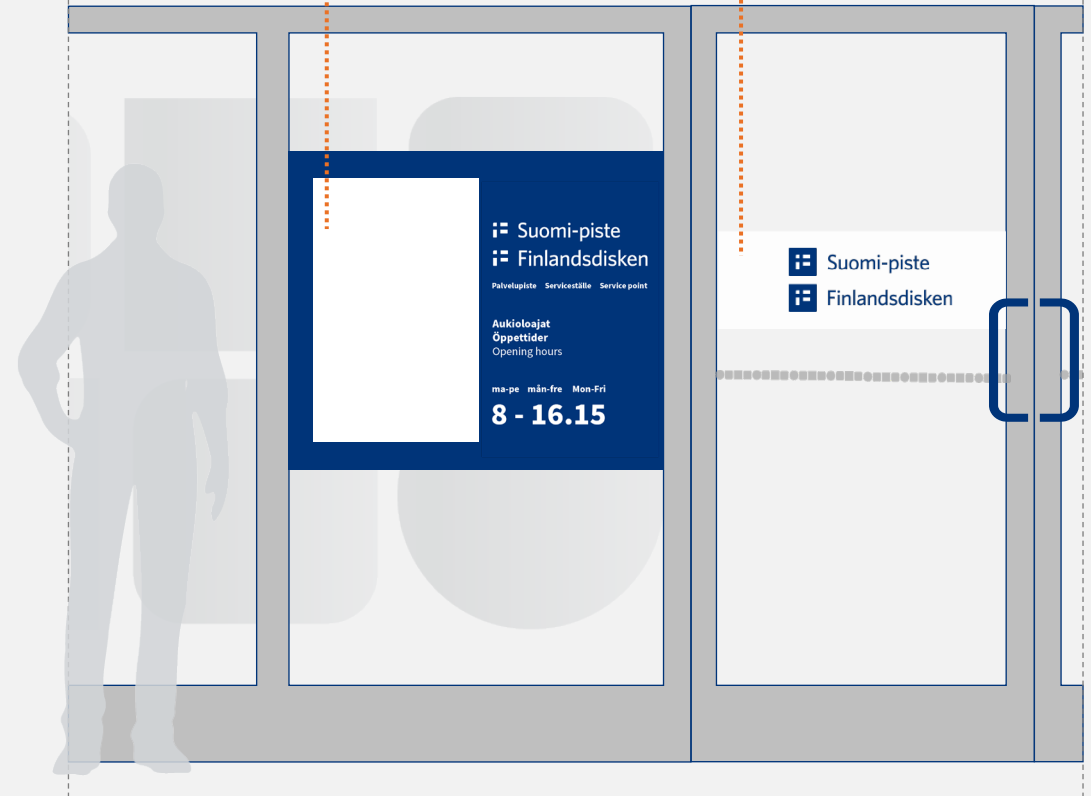 Suomi-piste
Finlandsdisken
Palvelupiste Serviceställe Service point
Aukioloajat
Öppettider
Opening hours
ma-pe mån-fre Mon-Fri
8 - 16.15
Suomi-piste
Finlandsdisken